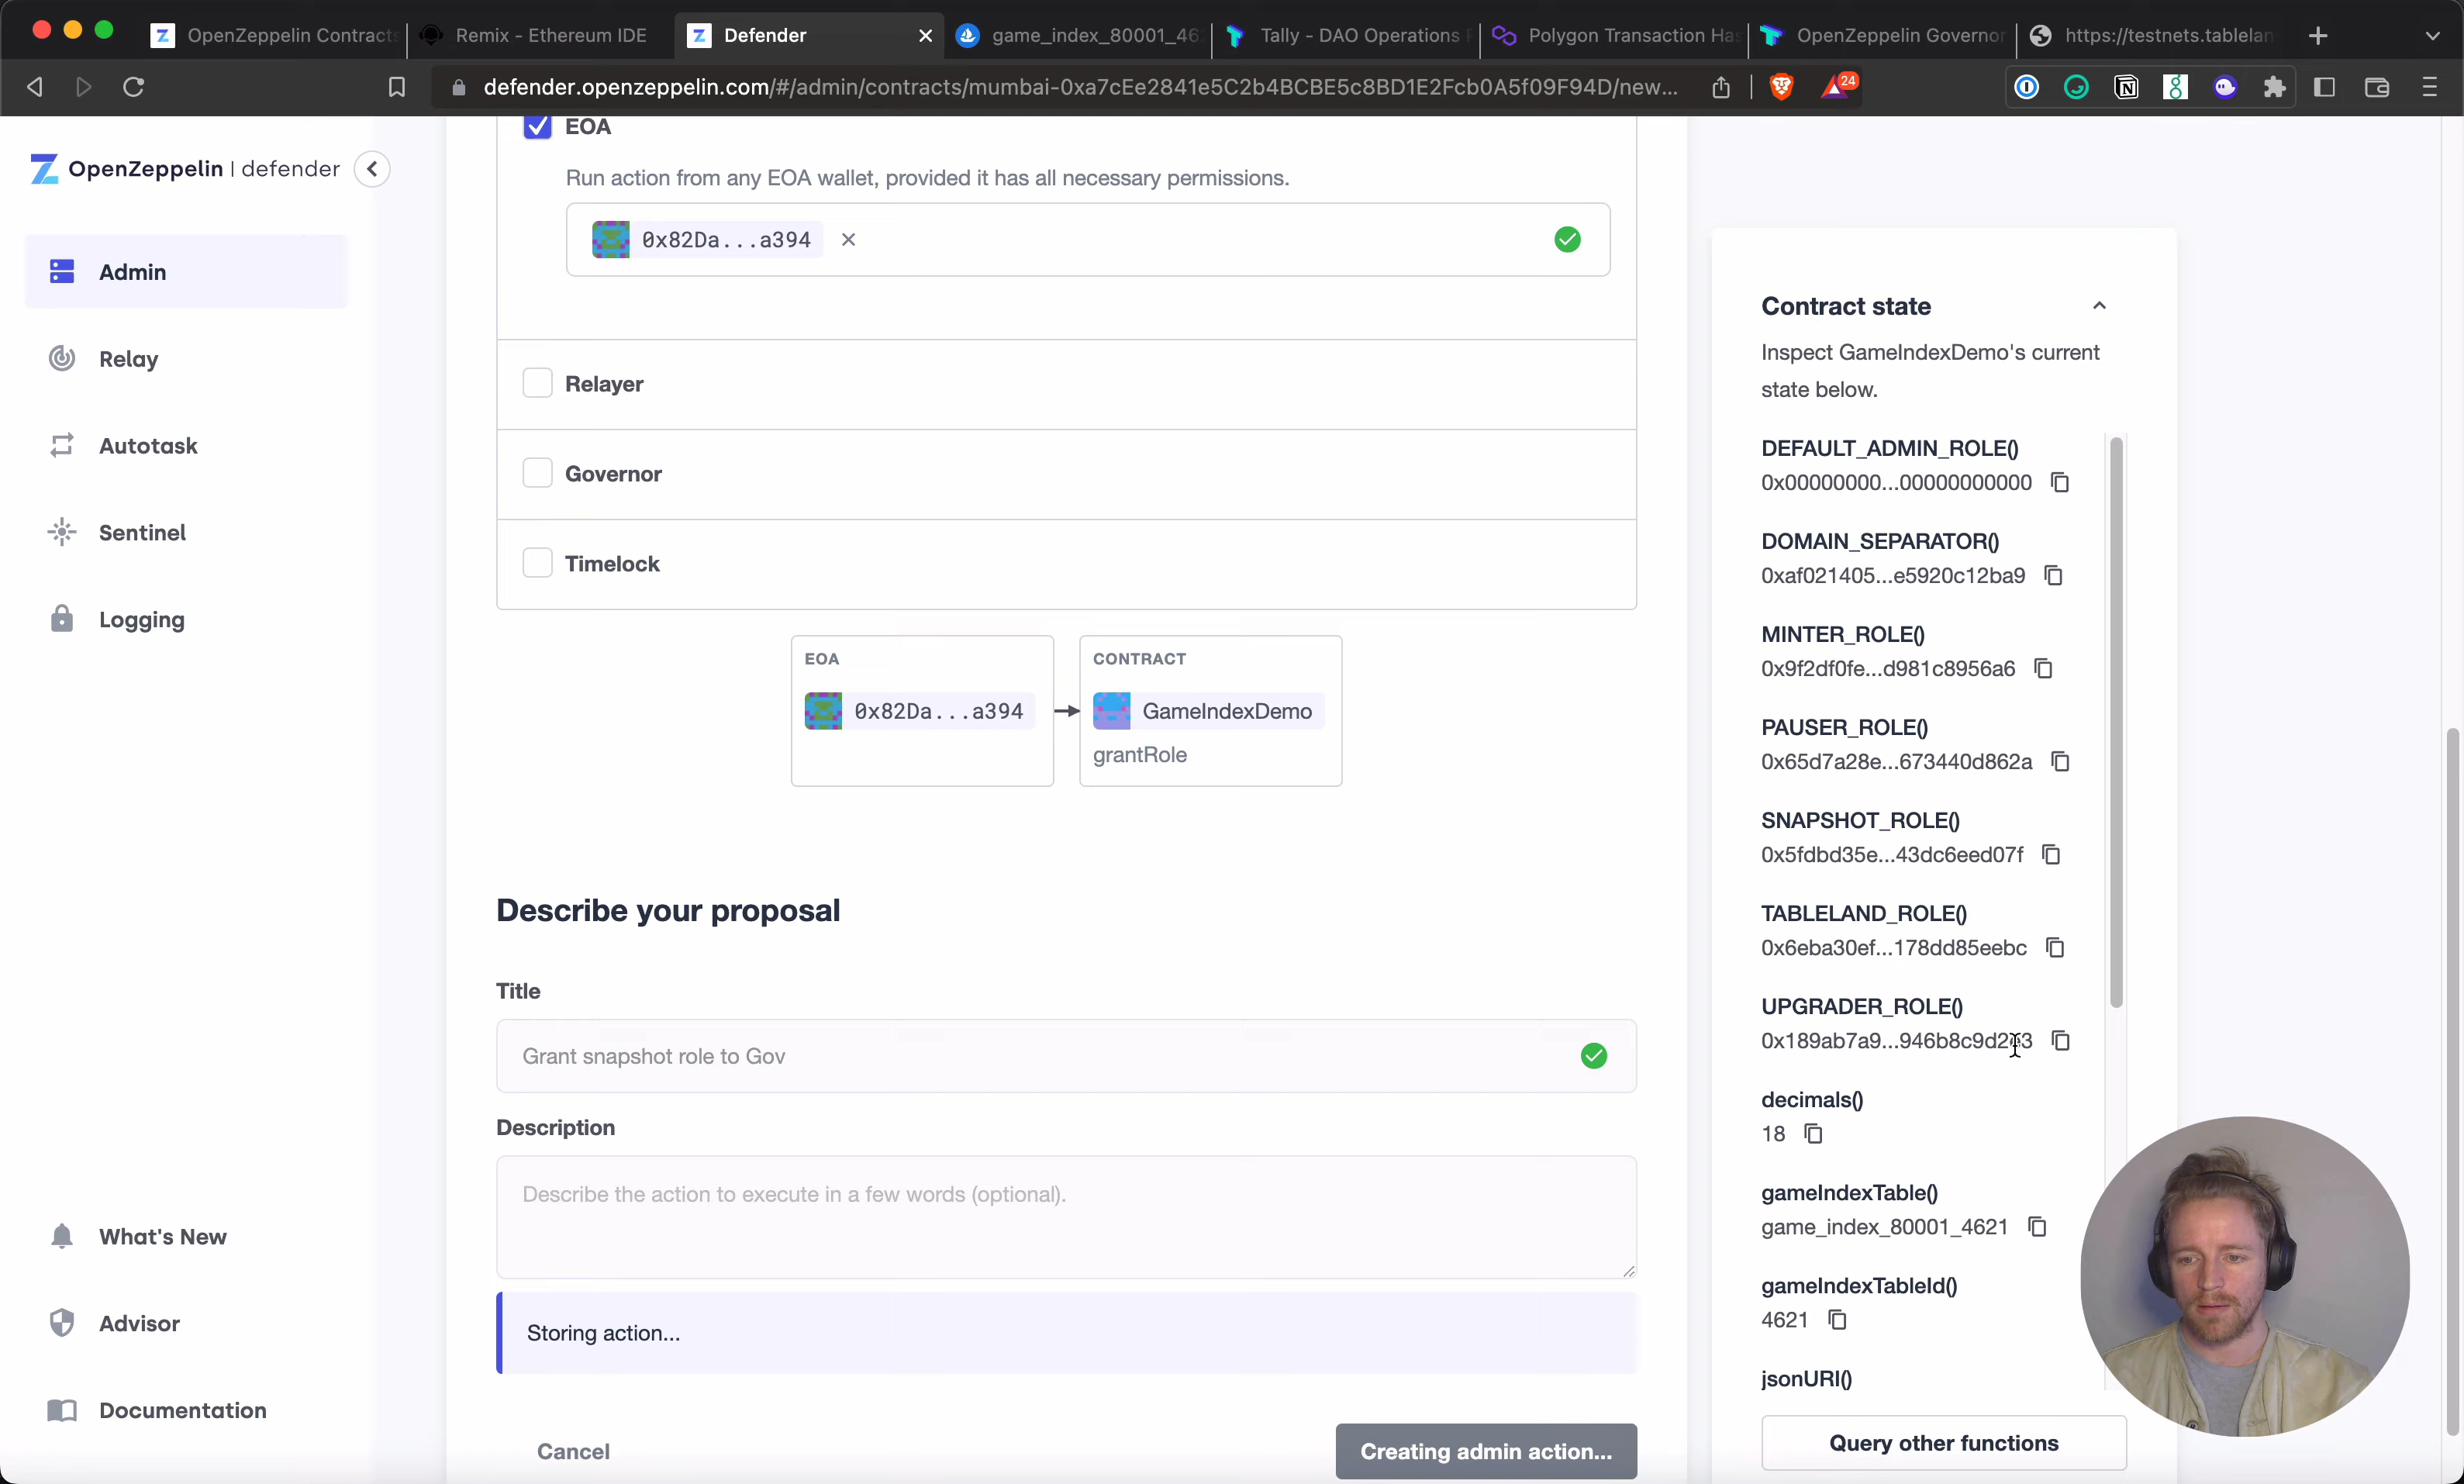 OpenZeppelin Contracts
Remix - Ethereum IDE
Defender
game_index_80001_46
Tally - DAO Operations
Polygon Transaction Has
OpenZeppelin Governor
https://testnets.tablelan
defender.openzeppelin.com/#/admin/contracts/mumbai-0xa7cEe2841e5C2b4BCBE5c8BD1E2Fcb0A5f09F94D/new...
24
OpenZeppelin | defender
Admin
Relay
Autotask
Sentinel
Logging
What's New
Advisor
Documentation
EOA
Run action from any EOA wallet, provided it has all necessary permissions.
0x82Da...a394
Relayer
Governor
Timelock
EOA
0x82Da...a394
CONTRACT
GameIndexDemo
grantRole
Describe your proposal
Title
Grant snapshot role to Gov
Description
Describe the action to execute in a few words (optional).
Storing action...
Cancel
Creating admin action...
Contract state
Inspect GameIndexDemo's current
state below.
DEFAULT_ADMIN_ROLE()
0x00000000...00000000000
DOMAIN_SEPARATOR()
0xaf021405...e5920c12ba9
MINTER_ROLE()
0x9f2df0fe...d981c8956a6
PAUSER_ROLE()
0x65d7a28e...673440d862a
SNAPSHOT_ROLE()
0x5fdbd35e...43dc6eed07f
TABLELAND_ROLE()
0x6eba30ef...178dd85eebc
UPGRADER_ROLE()
decimals()
18
gameIndexTable()
game_index_80001_4621
gameIndexTableId()
4621
jsonURI()
Query other functions